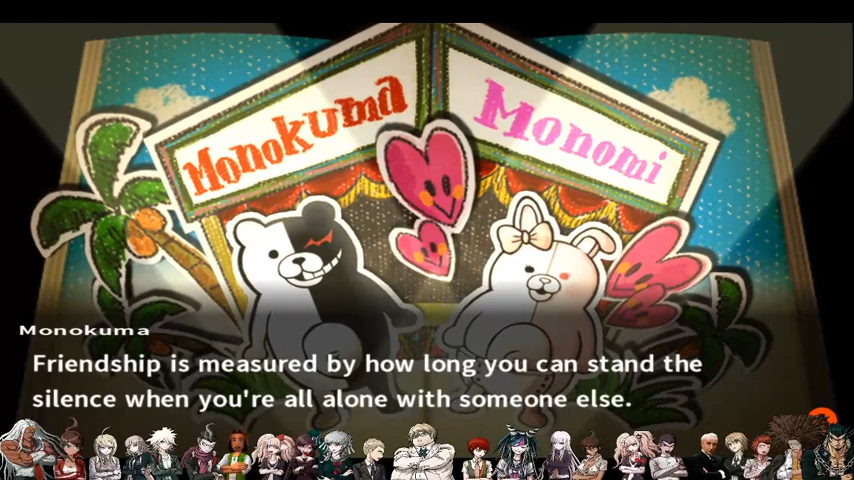 Monokuma
Monomi
Monokuma
Friendship is measured by how long you can stand the
silence when you're all alone with someone else.